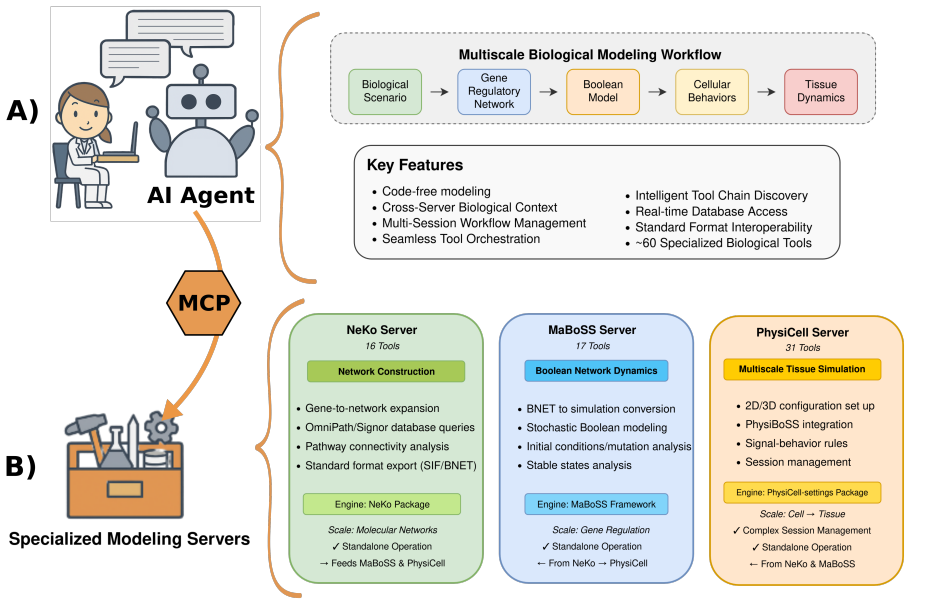 A)
AI Agent
Multiscale Biological Modeling Workflow
Biological
Scenario
Gene
Regulatory
Network
Boolean
Model
Cellular
Behaviors
Tissue
Dynamics
Key Features
• Code-free modeling
• Cross-Server Biological Context
• Multi-Session Workflow Management
• Seamless Tool Orchestration
• Intelligent Tool Chain Discovery
• Real-time Database Access
• Standard Format Interoperability
• ~60 Specialized Biological Tools
MCP
B)
Specialized Modeling Servers
NeKo Server
16 Tools
Network Construction
• Gene-to-network expansion
• OmniPath/Signor database queries
• Pathway connectivity analysis
• Standard format export (SIF/BNET)
Engine: NeKo Package
Scale: Molecular Networks
✓ Standalone Operation
→ Feeds MaBoSS & PhysiCell
MaBoSS Server
17 Tools
Boolean Network Dynamics
• BNET to simulation conversion
• Stochastic Boolean modeling
• Initial conditions/mutation analysis
• Stable states analysis
Engine: MaBoSS Framework
Scale: Gene Regulation
✓ Standalone Operation
← From NeKo → PhysiCell
PhysiCell Server
31 Tools
Multiscale Tissue Simulation
• 2D/3D configuration set up
• PhysiBoSS integration
• Signal-behavior rules
• Session management
Engine: PhysiCell-settings Package
Scale: Cell → Tissue
✓ Complex Session Management
✓ Standalone Operation
← From NeKo & MaBoSS